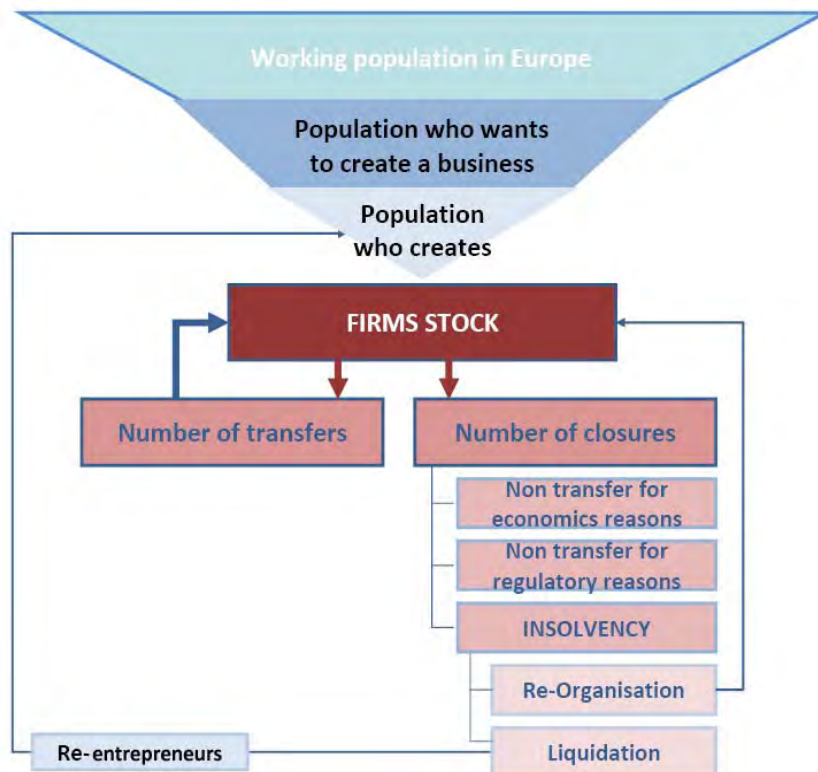 Working population in Europe
Population who wants
to create a business
Population
who creates
FIRMS STOCK
Number of transfers
Number of closures
Non transfer for
economics reasons
Non transfer for
regulatory reasons
INSOLVENCY
Re-Organisation
Re-entrepreneurs
Liquidation